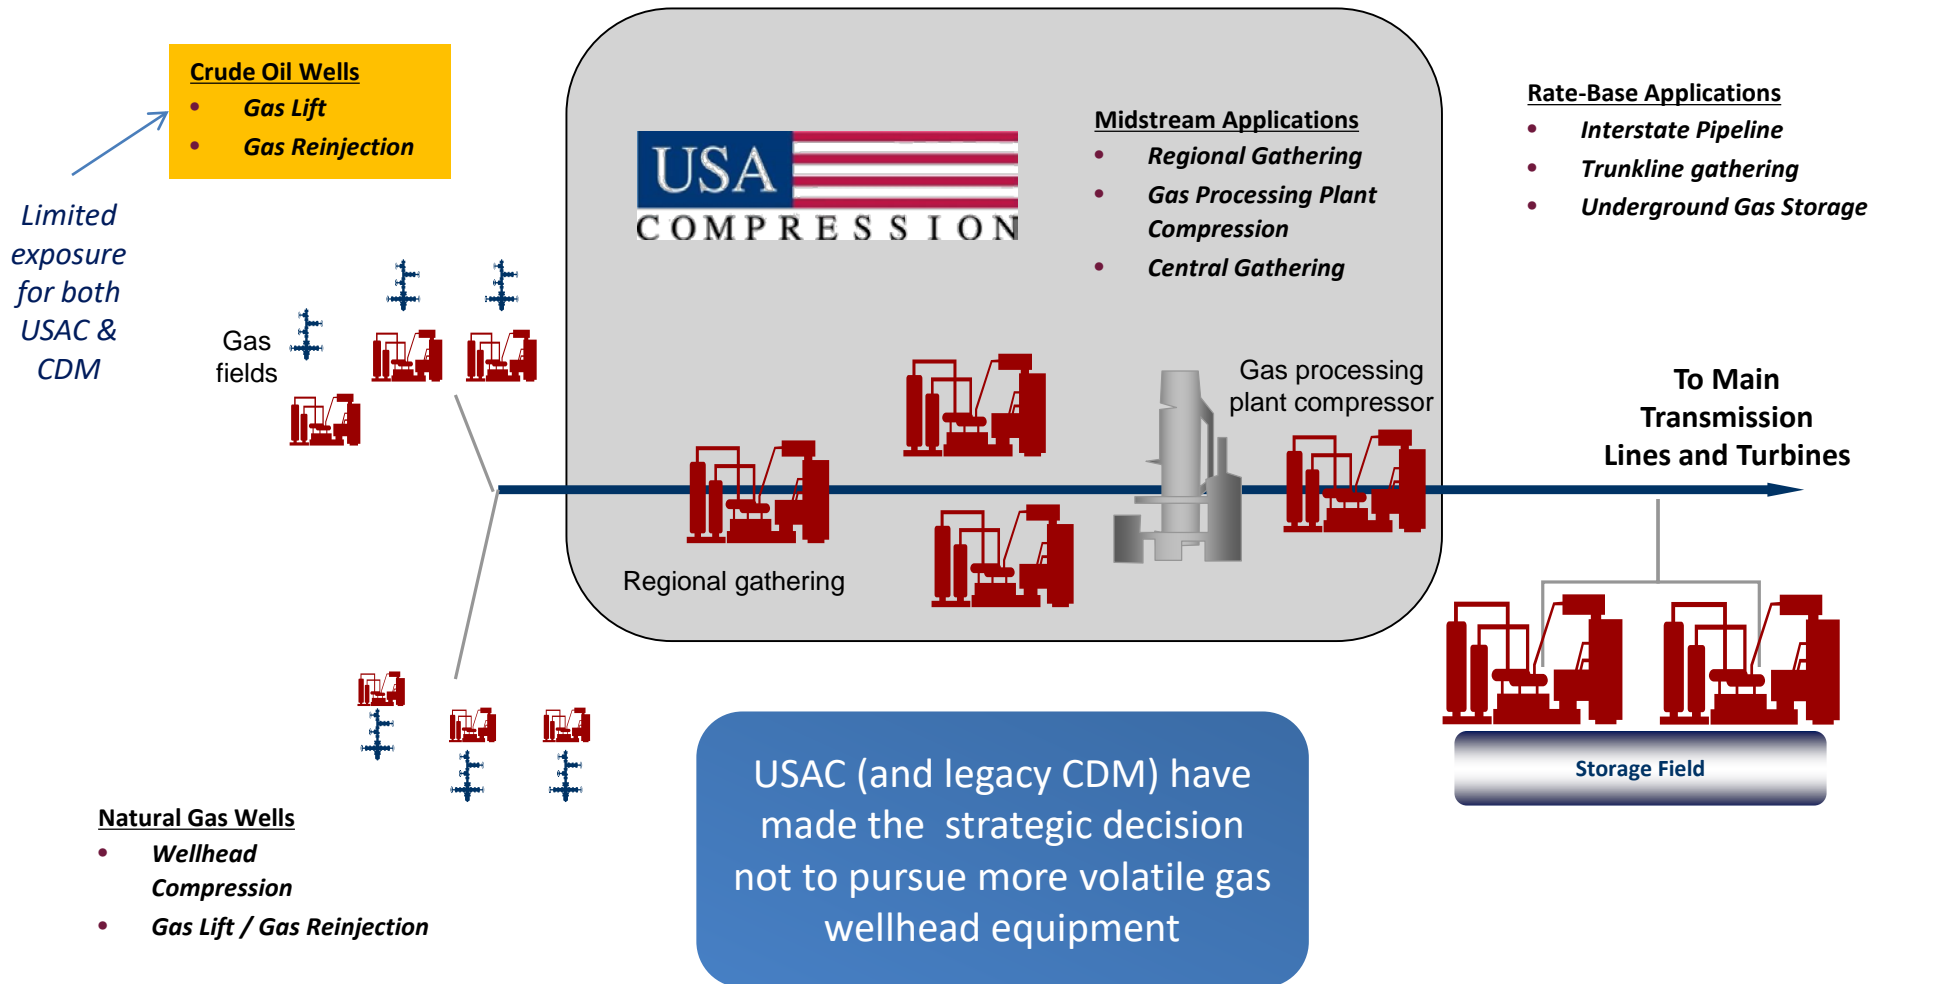 Crude Oil Wells
• Gas Lift
• Gas Reinjection
Limited
exposure
for both
USAC &
CDM
USA
COMPRESSION
Midstream Applications
• Regional Gathering
• Gas Processing Plant
Compression
• Central Gathering
Rate-Base Applications
• Interstate Pipeline
• Trunkline gathering
• Underground Gas Storage
Gas
fields
Gas processing
plant compressor
To Main
Transmission
Lines and Turbines
Regional gathering
Storage Field
Natural Gas Wells
• Wellhead
Compression
• Gas Lift / Gas Reinjection
USAC (and legacy CDM) have
made the strategic decision
not to pursue more volatile gas
wellhead equipment